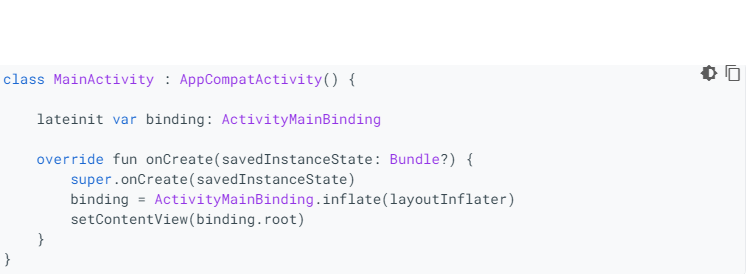 class MainActivity : AppCompatActivity() {
lateinit var binding: ActivityMainBinding
override fun onCreate(savedInstanceState: Bundle?) {
super.onCreate(savedInstanceState)
binding = ActivityMainBinding.inflate(layoutInflater)
setContentView(binding.root)
}
}